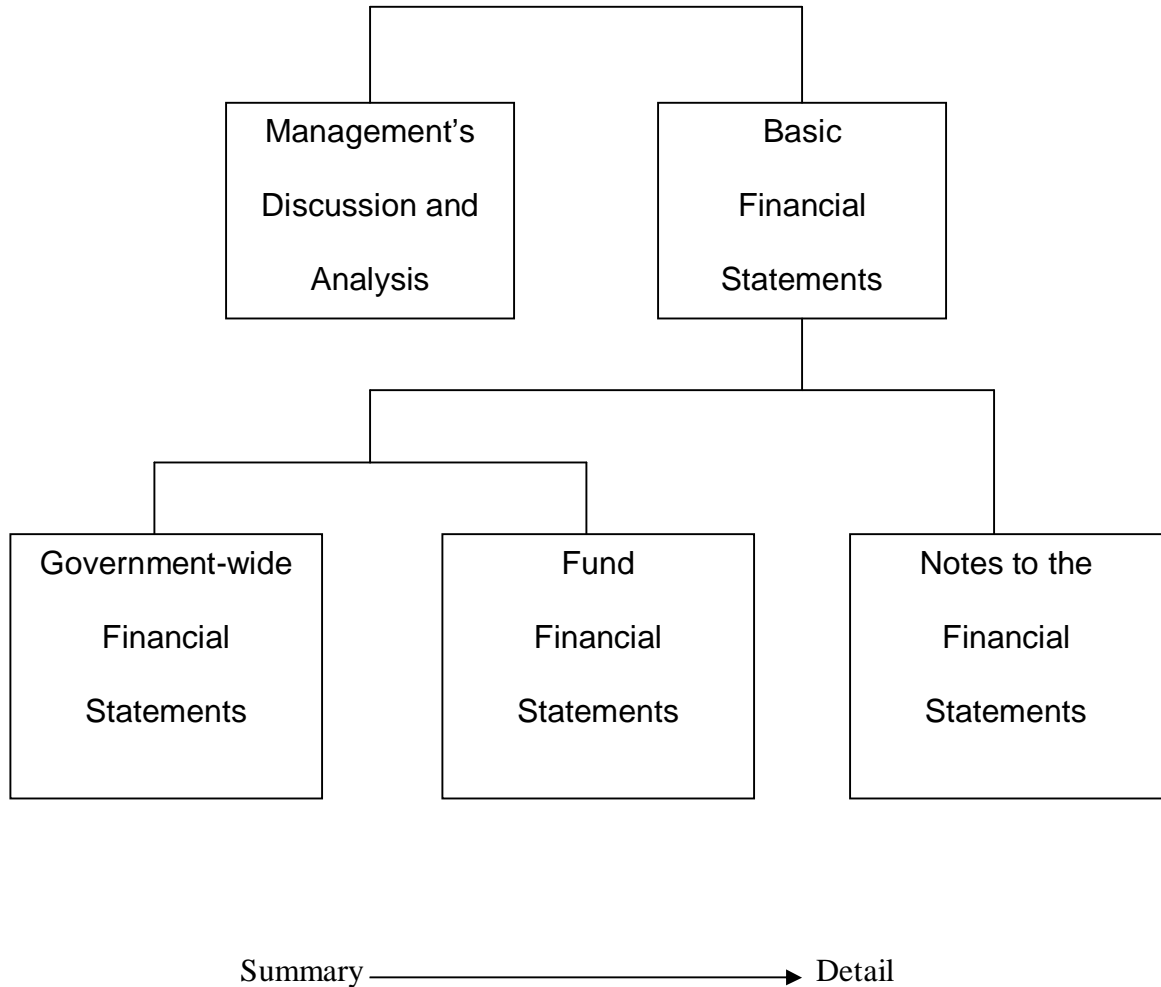 Management’s
Discussion and
Analysis
Basic
Financial
Statements
Government-wide
Financial
Statements
Fund
Financial
Statements
Notes to the
Financial
Statements
Summary
Detail